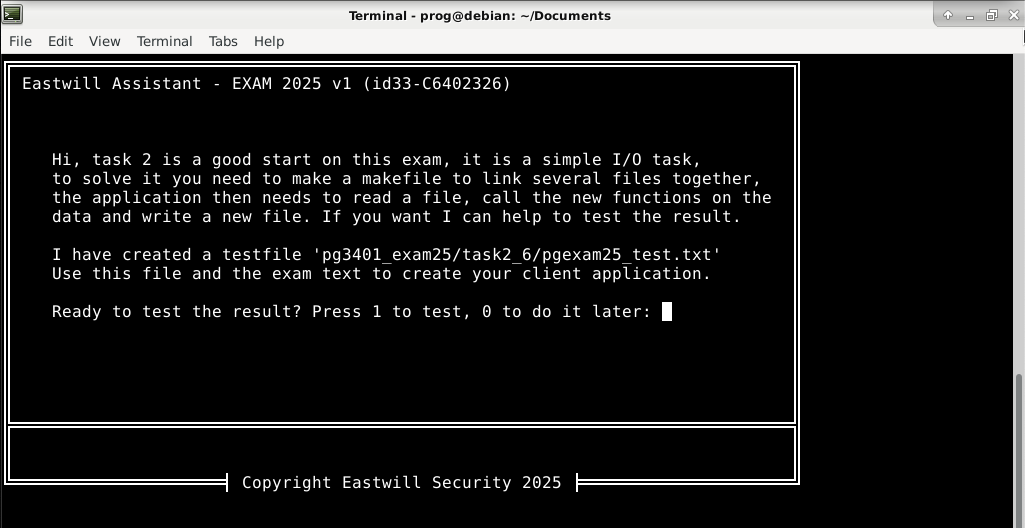 Terminal - prog@debian: ~/Documents
File Edit View Terminal Tabs Help
Eastwill Assistant - EXAM 2025 v1 (id33-C6402326)
Hi, task 2 is a good start on this exam, it is a simple I/O task,
to solve it you need to make a makefile to link several files together,
the application then needs to read a file, call the new functions on the
data and write a new file. If you want I can help to test the result.
I have created a testfile 'pg3401_exam25/task2_6/pgexam25_test.txt'
Use this file and the exam text to create your client application.
Ready to test the result? Press 1 to test, 0 to do it later:
Copyright Eastwill Security 2025